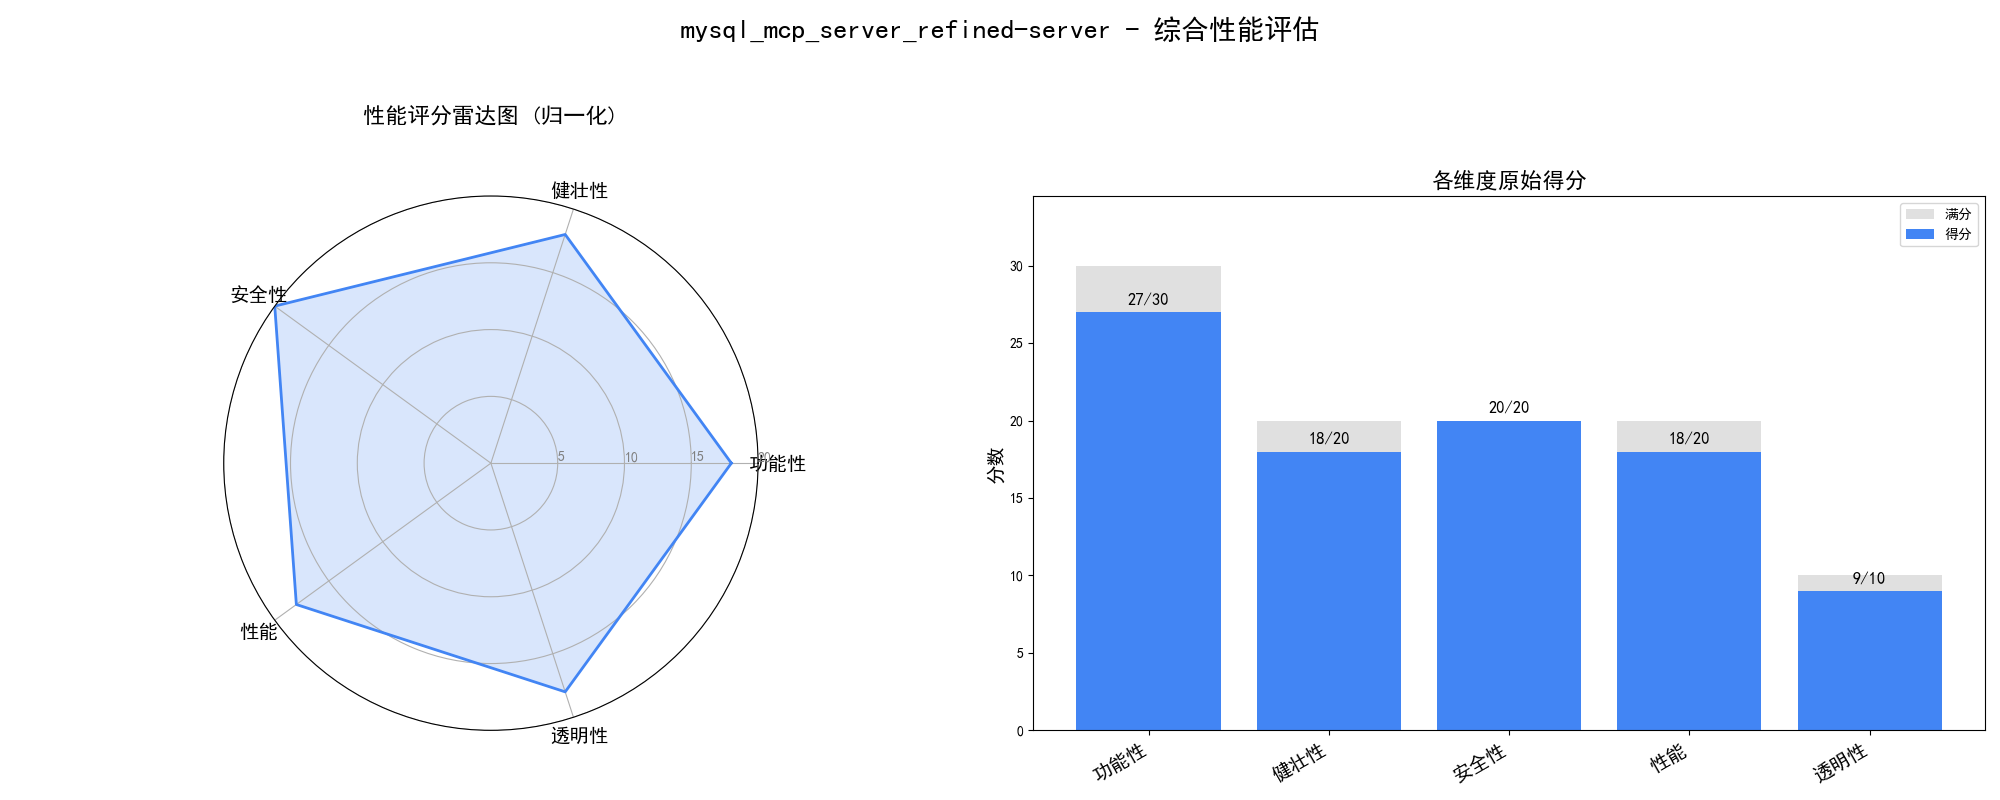 mysql_mcp_server_refined-server - 综合性能评估
性能评分雷达图 (归一化)
健壮性
安全性
功能性
性能
透明性
5
10
15
20
各维度原始得分
满分
得分
分数
30
25
20
15
10
5
0
27/30
18/20
20/20
18/20
9/10
功能性
健壮性
安全性
性能
透明性